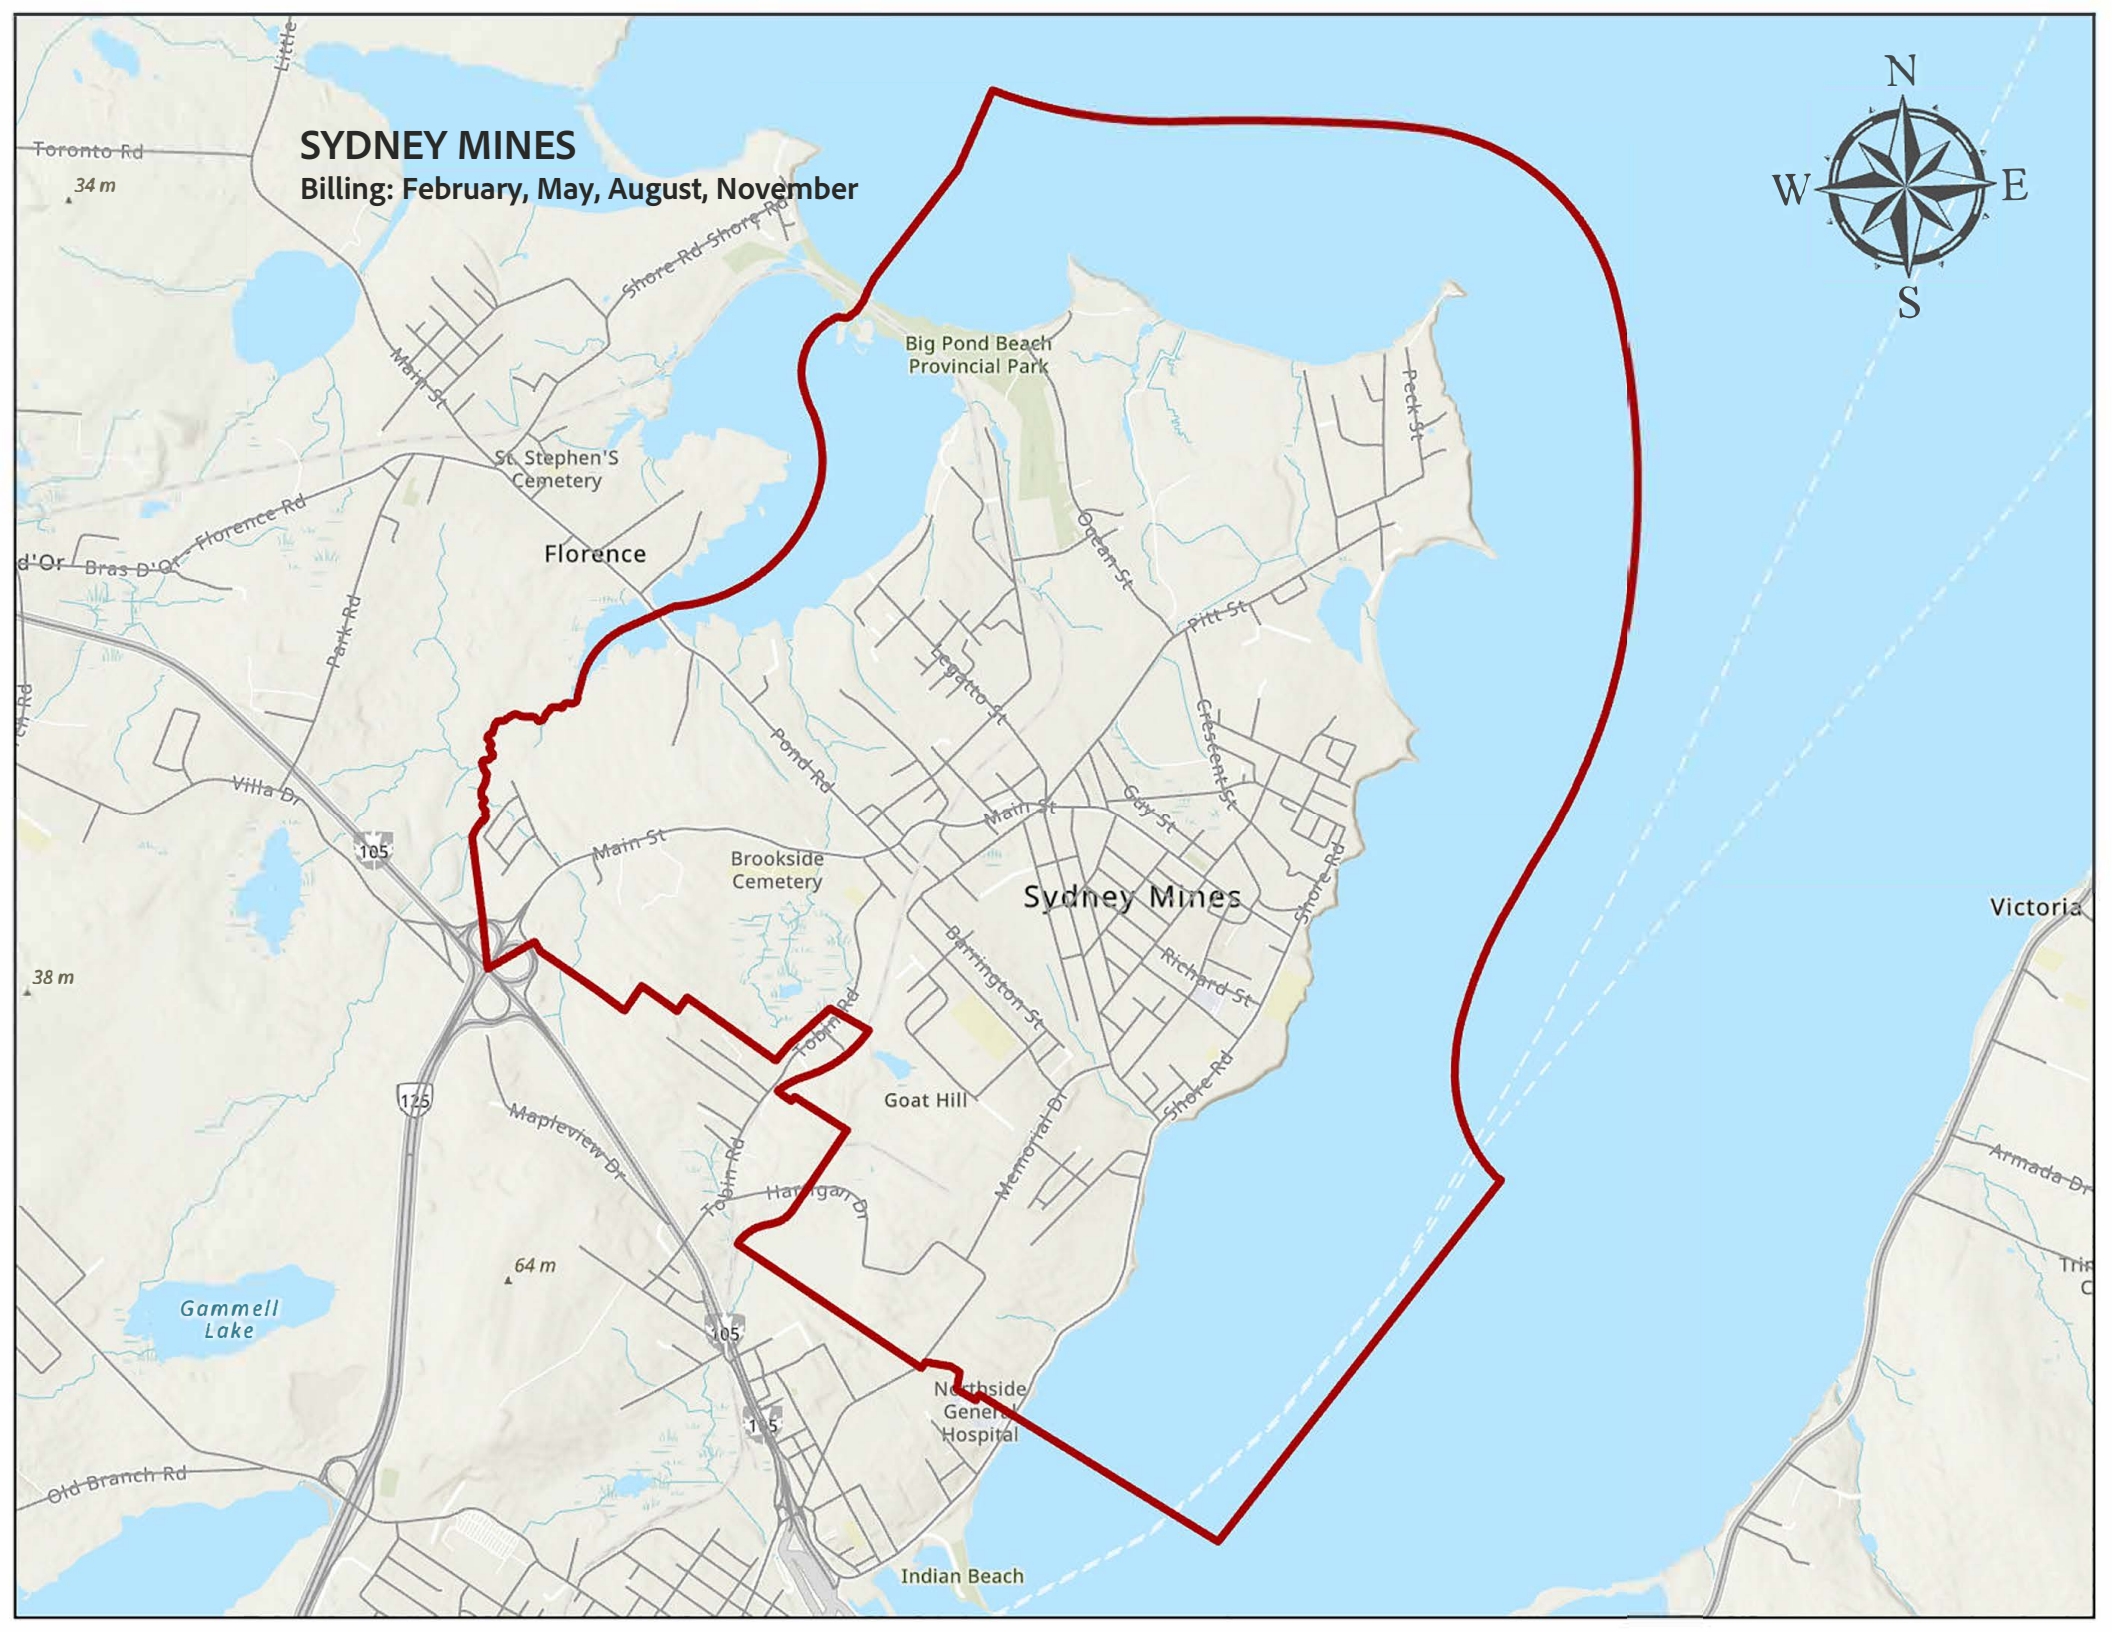 Little
N
W
E
S
SYDNEY MINES
Billing: February, May, August, November
Toronto Rd
34 m
Shore Rd Shore Rd
Big Pond Beach
Provincial Park
Main St
Peck St
St. Stephen'S
Cemetery
Bras D'Or - Florence Rd
d'Or
Florence
Ocean St
Park Rd
Pitt St
Legatto St
Crescent St
Pond Rd
Villa Dr
105
Main St
Main St
Guy St
Brookside
Cemetery
Sydney Mines
Shore Rd
Victoria
Barrington St
Richard St
38 m
Tobin Rd
125
Goat Hill
Shore Rd
Mapleview Dr
Memorial Dr
Armada Dr
Tobin Rd
Harrigan Dr
64 m
Gammell
Lake
105
Northside
General
Hospital
105
Old Branch Rd
Indian Beach